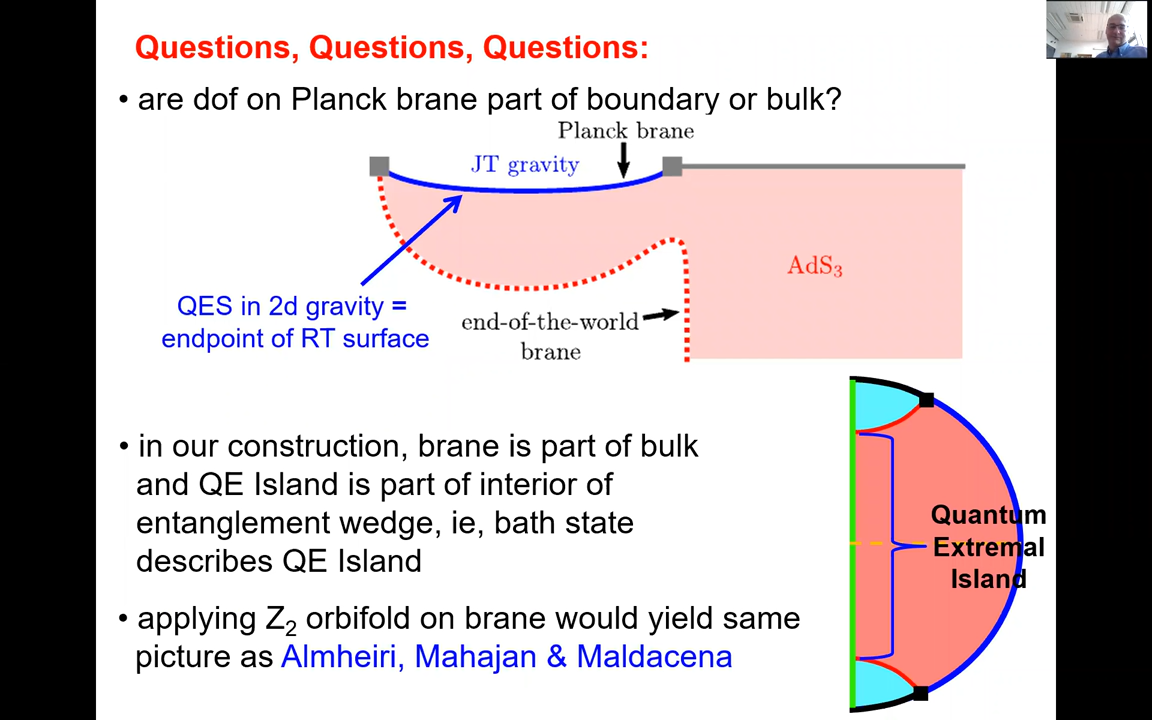 Questions, Questions, Questions:
• are dof on Planck brane part of boundary or bulk?
Planck brane
JT gravity
AdS₃
QES in 2d gravity =
endpoint of RT surface
end-of-the-world
brane
• in our construction, brane is part of bulk
and QE Island is part of interior of
entanglement wedge, ie, bath state
describes QE Island
Quantum
Extremal
Island
• applying Z₂ orbifold on brane would yield same
picture as Almheiri, Mahajan & Maldacena